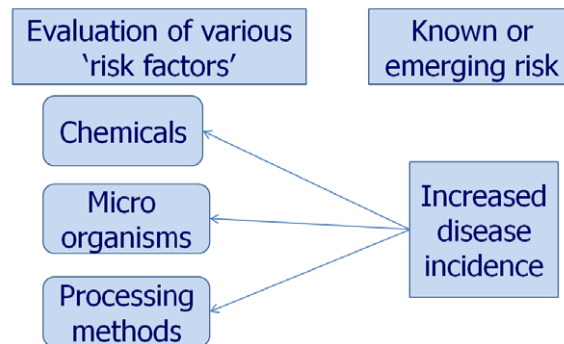 Evaluation of various
‘risk factors’
Known or
emerging risk
Chemicals
Micro
organisms
Processing
methods
Increased
disease
incidence